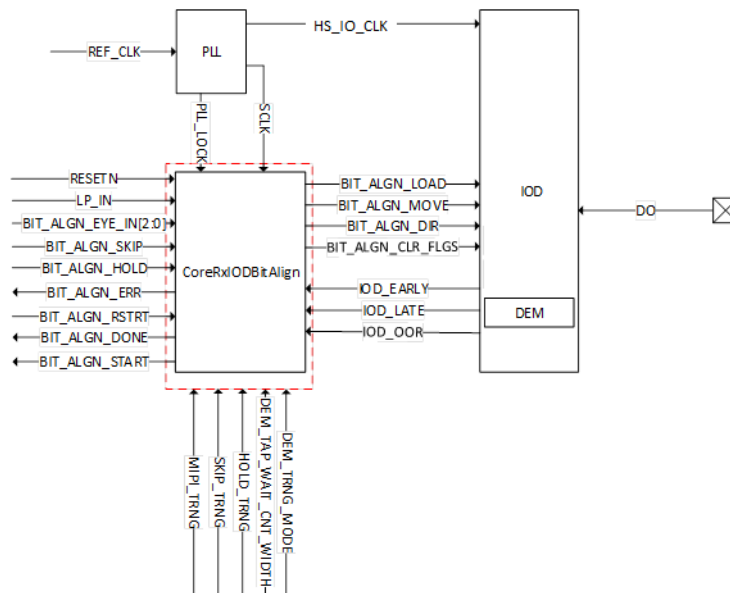 HS_IO_CLK
REF_CLK
PLL
PLL_LOCK
SCLK
RESETN
LP_IN
BIT_ALGN_EYE_IN[2:0]
BIT_ALGN_SKIP
BIT_ALGN_HOLD
BIT_ALGN_ERR
BIT_ALGN_RSTRT
BIT_ALGN_DONE
BIT_ALGN_START
CoreRxIODBitAlign
BIT_ALGN_LOAD
BIT_ALGN_MOVE
BIT_ALGN_DIR
BIT_ALGN_CLR_FLGS
IOD_EARLY
IOD_LATE
IOD_OOR
IOD
DEM
DO
MIPI_TRNG
SKIP_TRNG
HOLD_TRNG
DEM_TAP_WAIT_CNT_WIDTH
DEM_TRNG_MODE